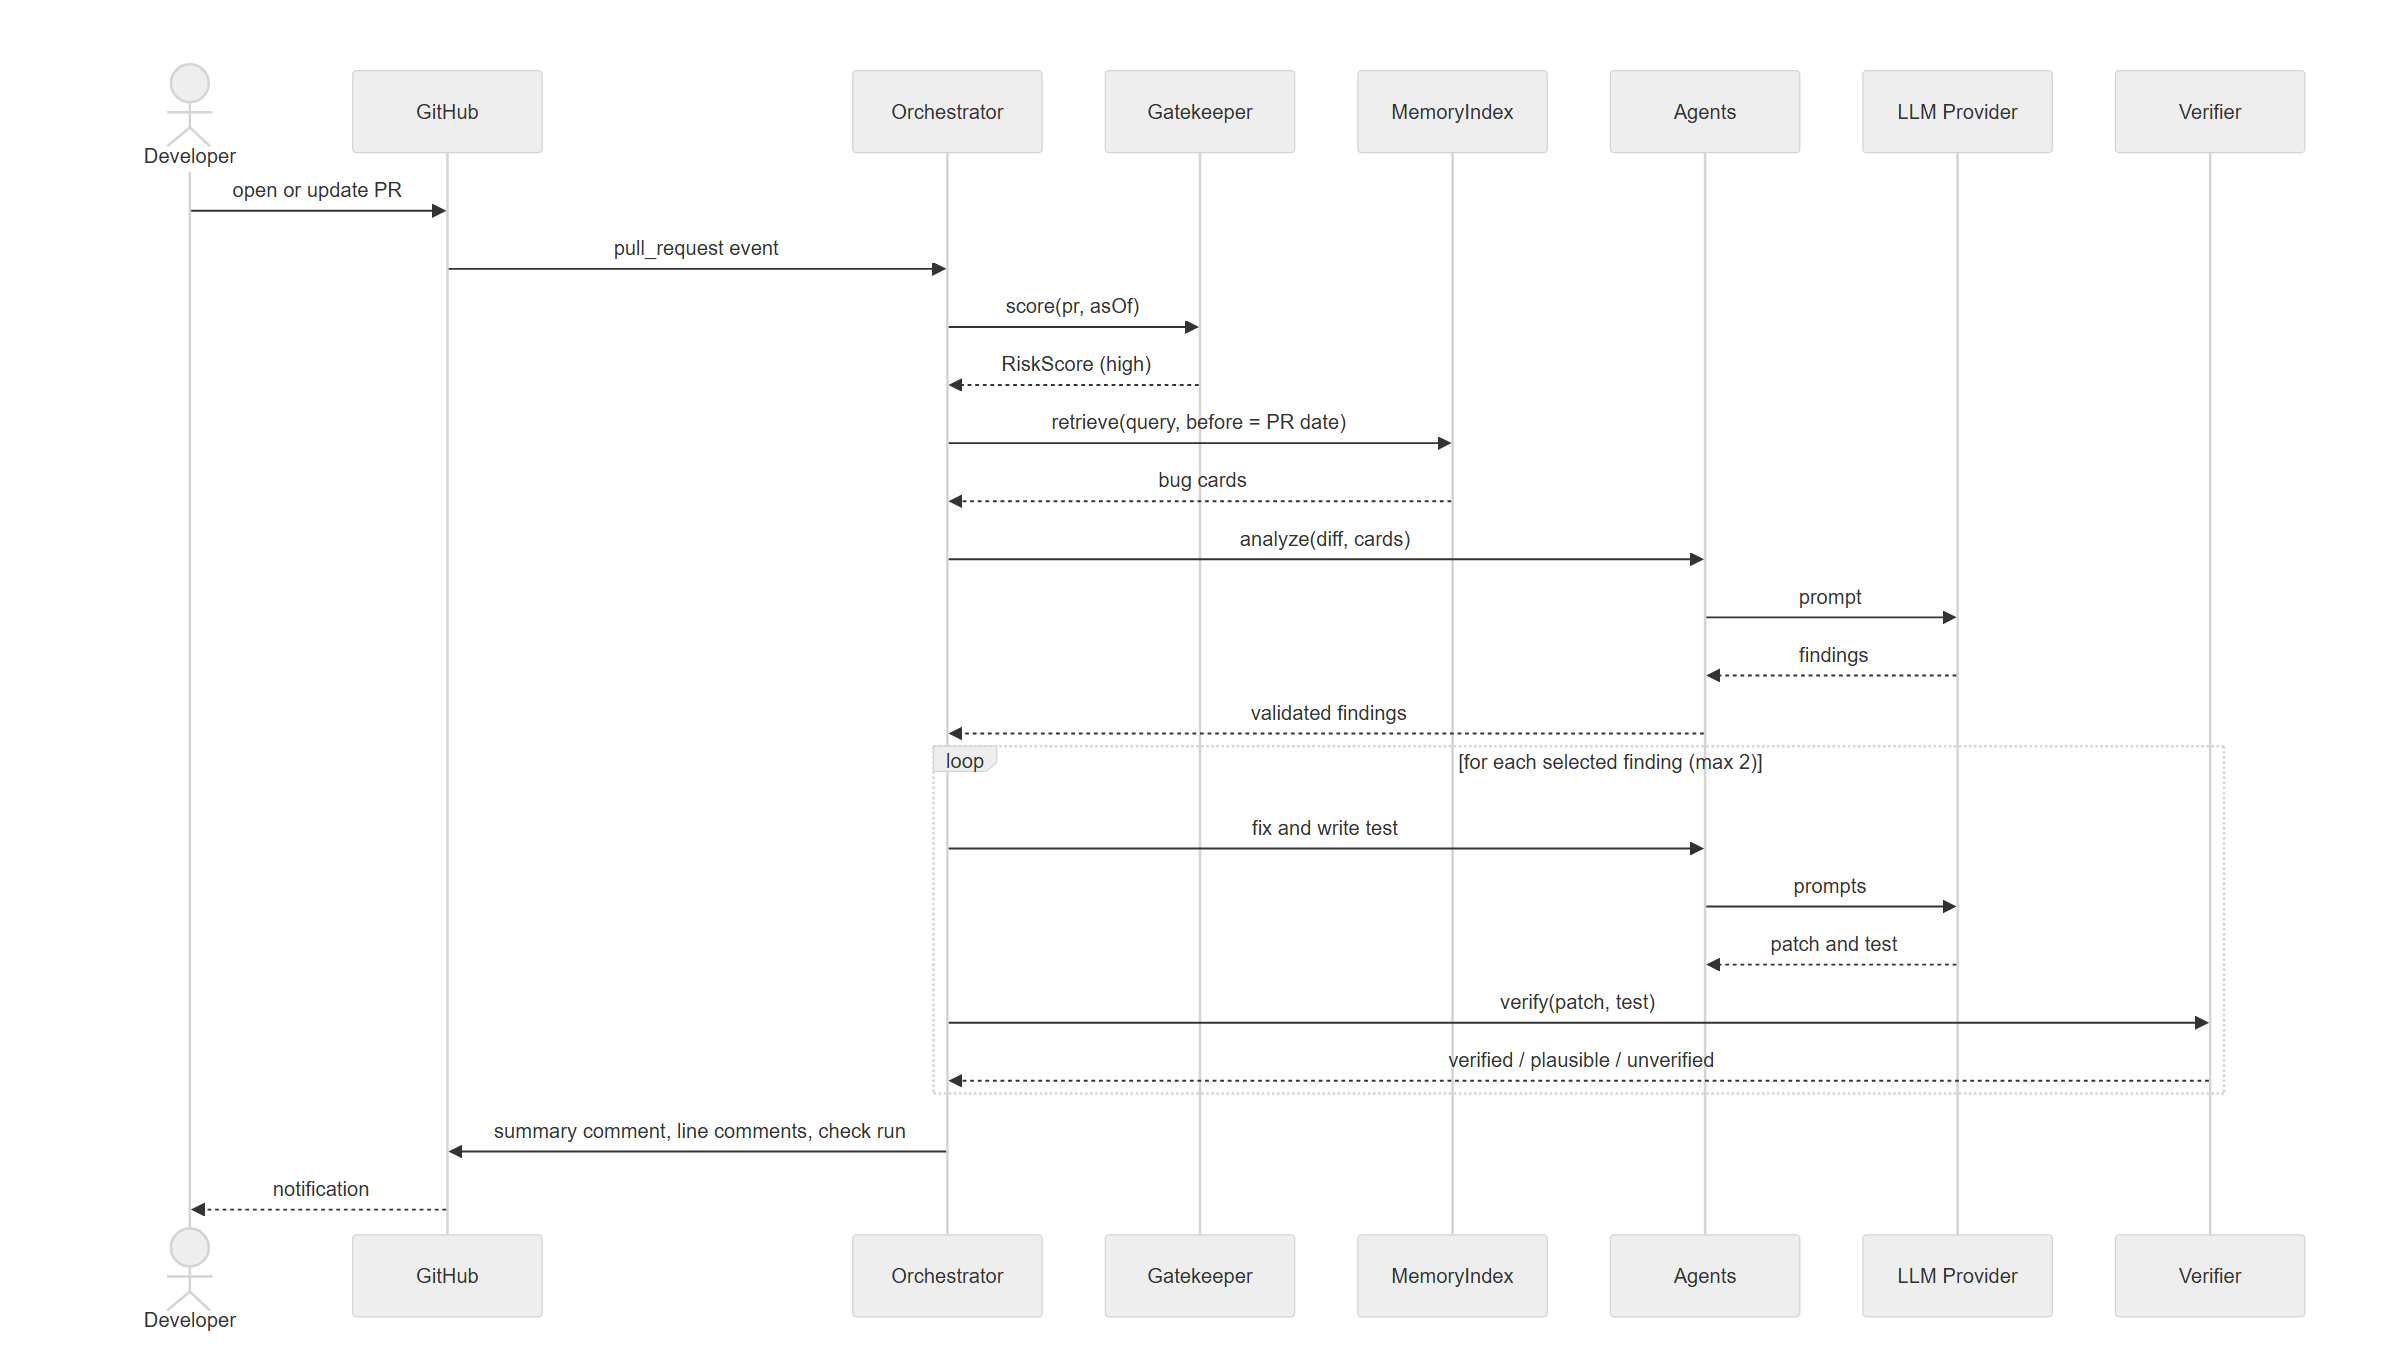 Developer
GitHub
Orchestrator
Gatekeeper
MemoryIndex
Agents
LLM Provider
Verifier
open or update PR
pull_request event
score(pr, asOf)
RiskScore (high)
retrieve(query, before = PR date)
bug cards
analyze(diff, cards)
prompt
findings
validated findings
loop
[for each selected finding (max 2)]
fix and write test
prompts
patch and test
verify(patch, test)
verified / plausible / unverified
summary comment, line comments, check run
notification
Developer
GitHub
Orchestrator
Gatekeeper
MemoryIndex
Agents
LLM Provider
Verifier